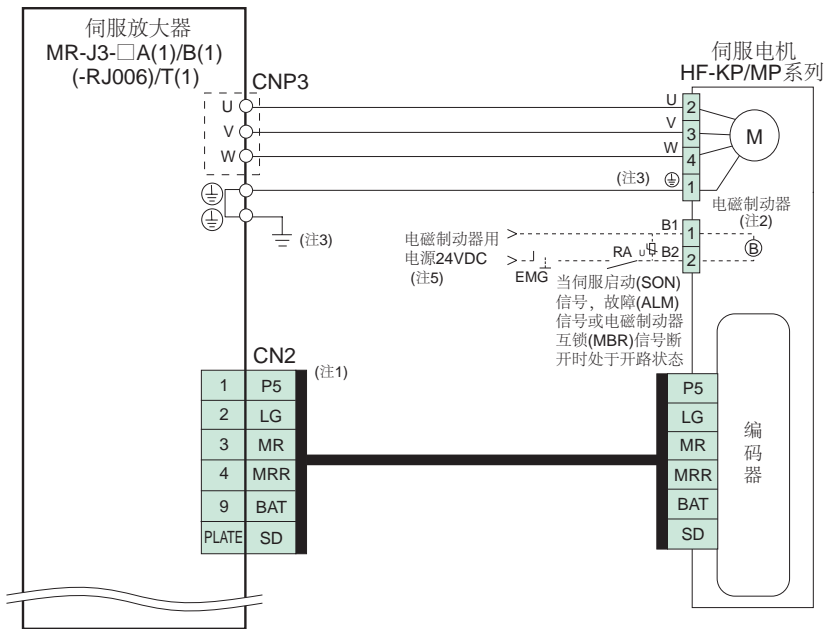 伺服放大器
MR-J3-□A(1)/B(1)
(-RJ006)/T(1)
伺服电机
HF-KP/MP系列
CNP3
U
V
W
U
V
W
2
3
4
1
M
(注3)
(注3)
电磁制动器
(注2)
电磁制动器用
电源24VDC
(注5)
EMG
RA
U
B1
B2
1
2
B
当伺服启动(SON)
信号，故障(ALM)
信号或电磁制动器
互锁(MBR)信号断
开时处于开路状态
CN2
(注1)
1 P5
2 LG
3 MR
4 MRR
9 BAT
PLATE SD
P5
LG
MR
MRR
BAT
SD
编
码
器